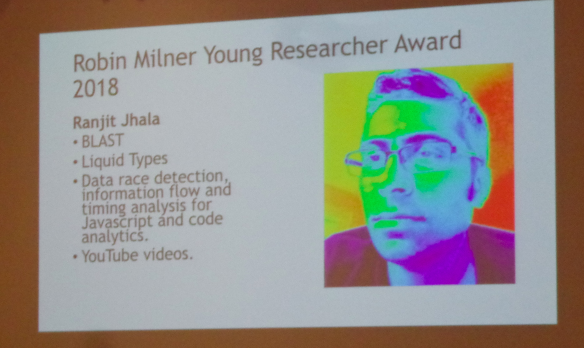 Robin Milner Young Researcher Award
2018
Ranjit Jhala
• BLAST
• Liquid Types
• Data race detection,
information flow and
timing analysis for
Javascript and code
analytics.
• YouTube videos.